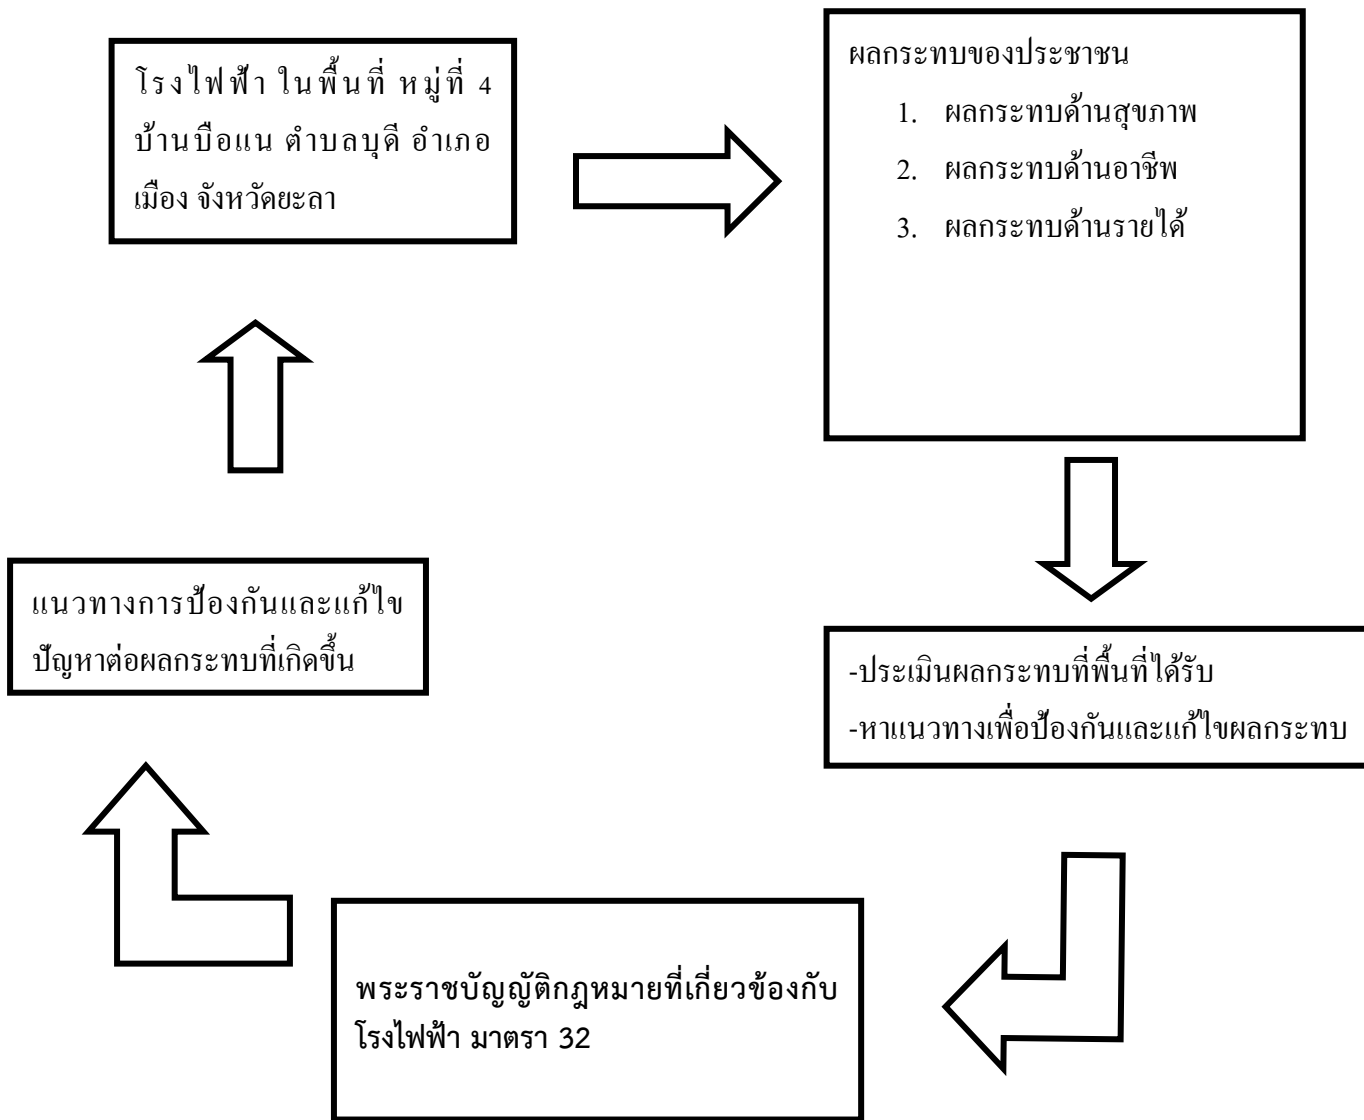 โรงไฟฟ้า ในพื้นที่ หมู่ที่ 4
บ้านบือแน ตำบลบุดี อำเภอ
เมือง จังหวัดยะลา
ผลกระทบของประชาชน
1. ผลกระทบด้านสุขภาพ
2. ผลกระทบด้านอาชีพ
3. ผลกระทบด้านรายได้
-ประเมินผลกระทบที่พื้นที่ได้รับ
-หาแนวทางเพื่อป้องกันและแก้ไขผลกระทบ
พระราชบัญญัติกฎหมายที่เกี่ยวข้องกับ
โรงไฟฟ้า มาตรา 32
แนวทางการป้องกันและแก้ไข
ปัญหาต่อผลกระทบที่เกิดขึ้น